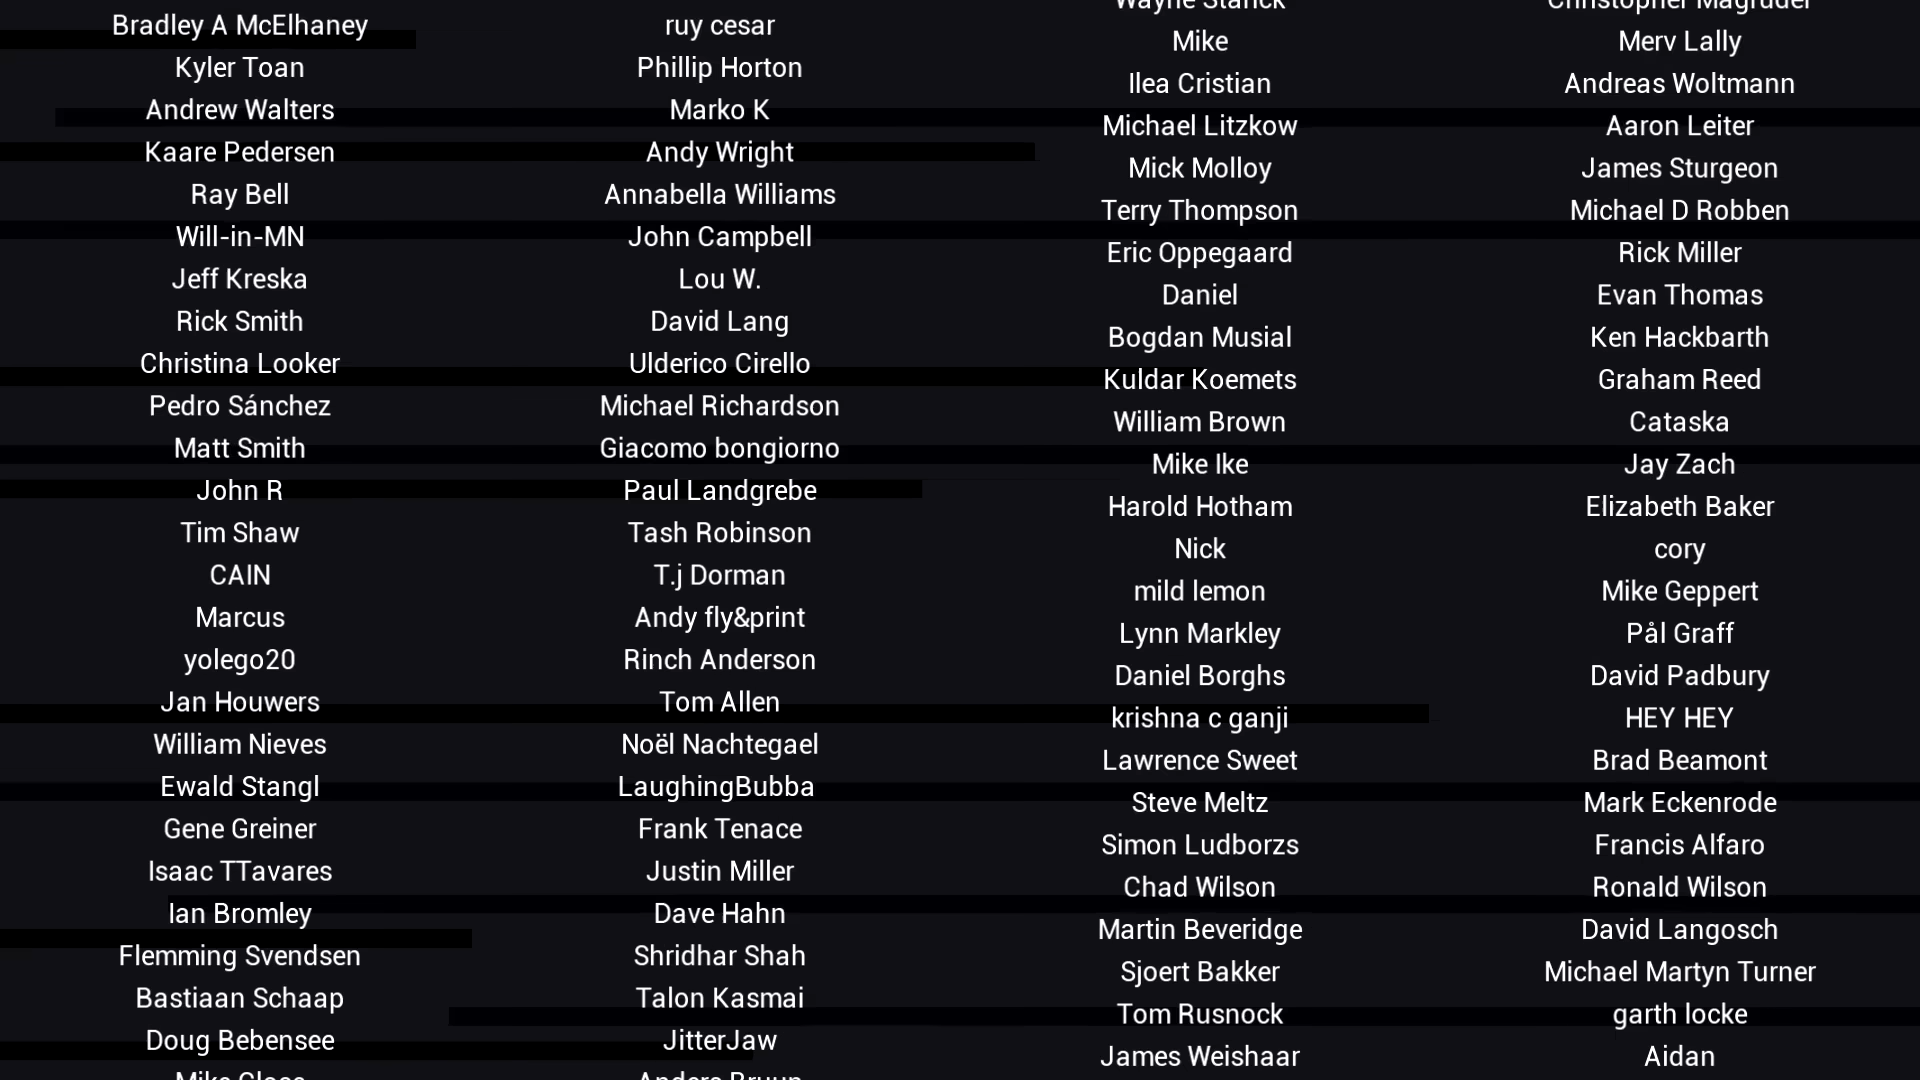 Bradley A McElhaney
Kyler Toan
Andrew Walters
Kaare Pedersen
Ray Bell
Will-in-MN
Jeff Kreska
Rick Smith
Christina Looker
Pedro Sánchez
Matt Smith
John R
Tim Shaw
CAIN
Marcus
yolego20
Jan Houwers
William Nieves
Ewald Stangl
Gene Greiner
Isaac TTavares
Ian Bromley
Flemming Svendsen
Bastiaan Schaap
Doug Bebensee
ruy cesar
Phillip Horton
Marko K
Andy Wright
Annabella Williams
John Campbell
Lou W.
David Lang
Ulderico Cirello
Michael Richardson
Giacomo bongiorno
Paul Landgrebe
Tash Robinson
T.j Dorman
Andy fly&print
Rinch Anderson
Tom Allen
Noël Nachtegael
LaughingBubba
Frank Tenace
Justin Miller
Dave Hahn
Shridhar Shah
Talon Kasmai
JitterJaw
Mike
Ilea Cristian
Michael Litzkow
Mick Molloy
Terry Thompson
Eric Oppegaard
Daniel
Bogdan Musial
Kuldar Koemets
William Brown
Mike Ike
Harold Hotham
Nick
mild lemon
Lynn Markley
Daniel Borghs
krishna c ganji
Lawrence Sweet
Steve Meltz
Simon Ludborzs
Chad Wilson
Martin Beveridge
Sjoert Bakker
Tom Rusnock
James Weishaar
Christopher Magruder
Merv Lally
Andreas Woltmann
Aaron Leiter
James Sturgeon
Michael D Robben
Rick Miller
Evan Thomas
Ken Hackbarth
Graham Reed
Cataska
Jay Zach
Elizabeth Baker
cory
Mike Geppert
Pål Graff
David Padbury
HEY HEY
Brad Beamont
Mark Eckenrode
Francis Alfaro
Ronald Wilson
David Langosch
Michael Martyn Turner
garth locke
Aidan